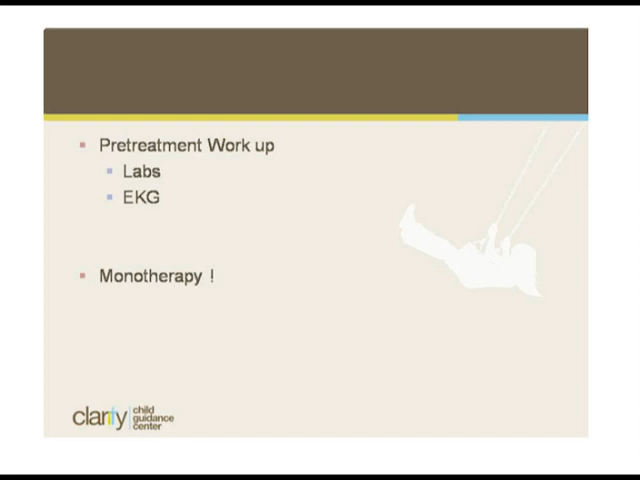 Pretreatment Work up
Labs
EKG
Monotherapy !
clarity child
guidance
center